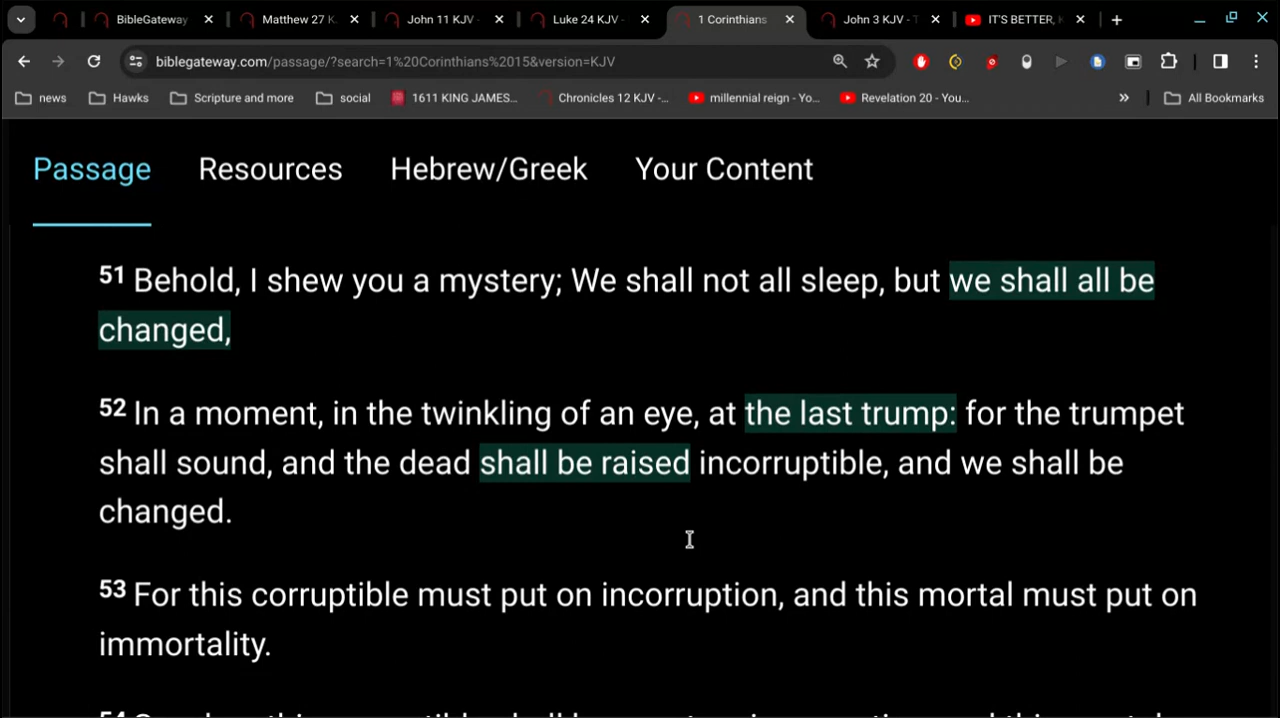 BibleGateway
Matthew 27 K
John 11 KJV -
Luke 24 KJV -
1 Corinthians
John 3 KJV - T
IT'S BETTER,
biblegateway.com/passage/?search=1%20Corinthians%2015&version=KJV
news
Hawks
Scripture and more
social
1611 KING JAMES...
Chronicles 12 KJV -...
millennial reign - Yo...
Revelation 20 - You...
»
All Bookmarks
Passage
Resources
Hebrew/Greek
Your Content
51 Behold, I shew you a mystery; We shall not all sleep, but we shall all be
changed,
52 In a moment, in the twinkling of an eye, at the last trump: for the trumpet
shall sound, and the dead shall be raised incorruptible, and we shall be
changed.
53 For this corruptible must put on incorruption, and this mortal must put on
immortality.